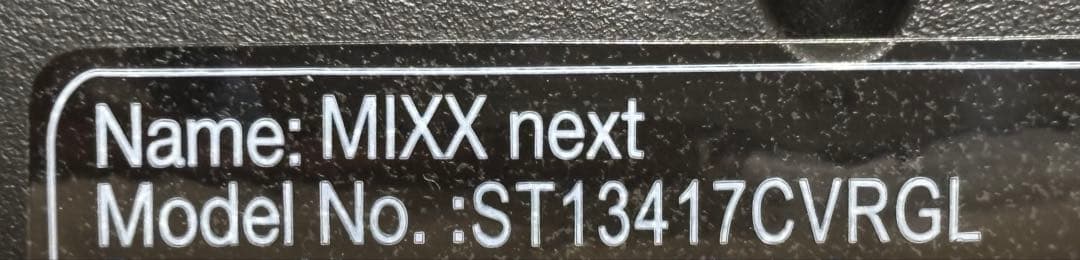 Name: MIXX next
Model No. :ST13417CVRGL